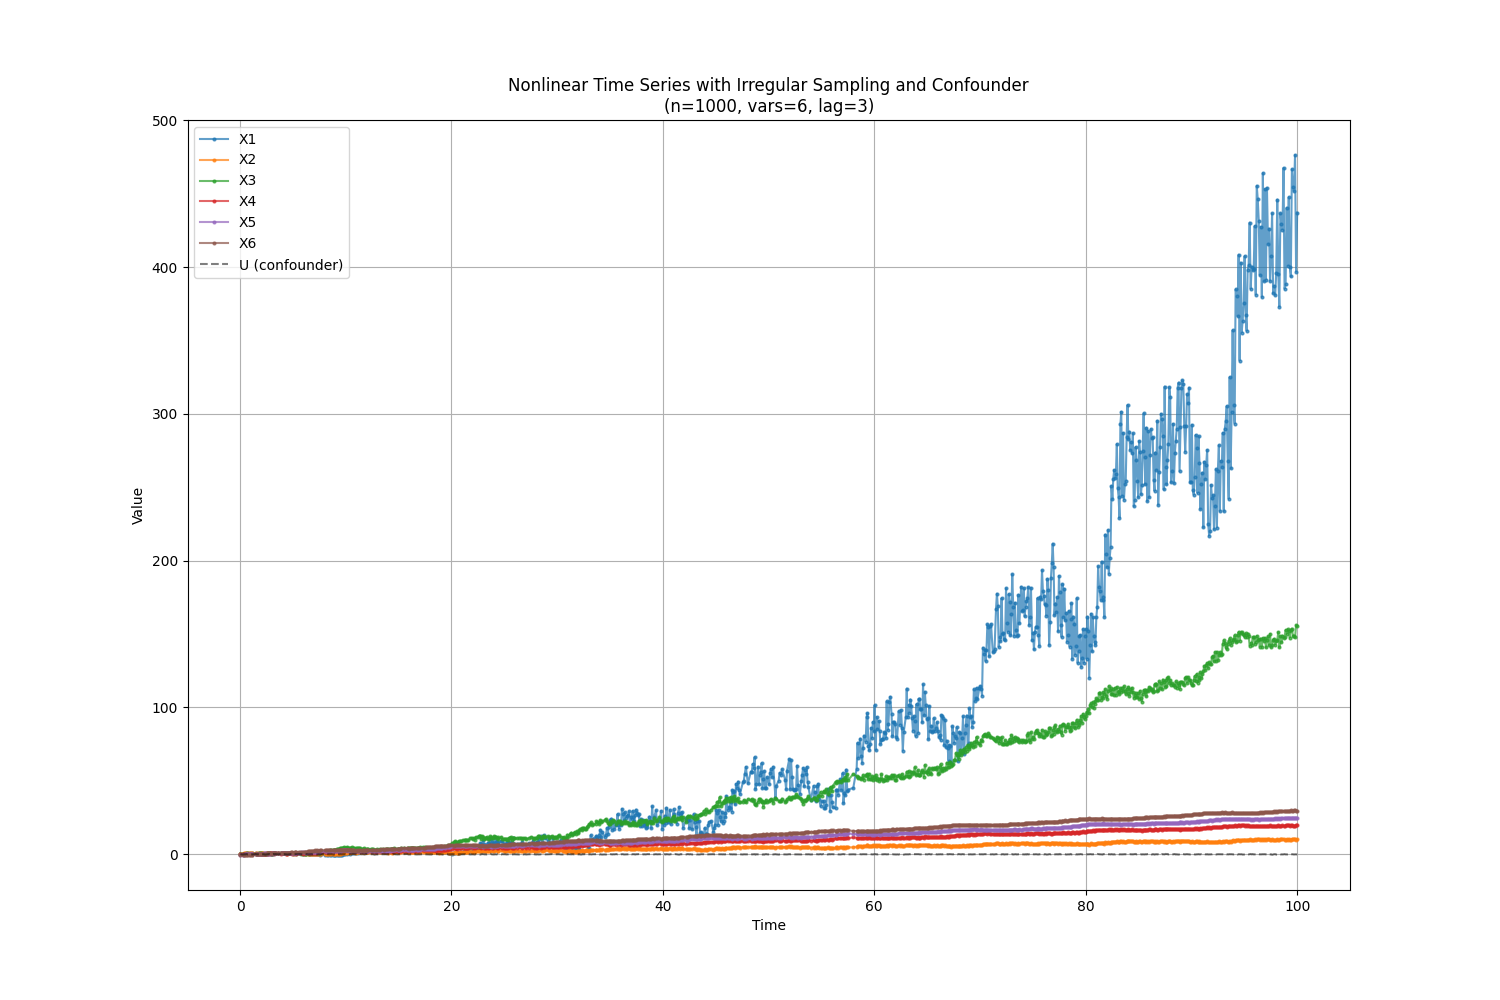 Nonlinear Time Series with Irregular Sampling and Confounder
(n=1000, vars=6, lag=3)
500
400
300
200
100
0
Value
X1
X2
X3
X4
X5
X6
U (confounder)
0 20 40 60 80 100
Time